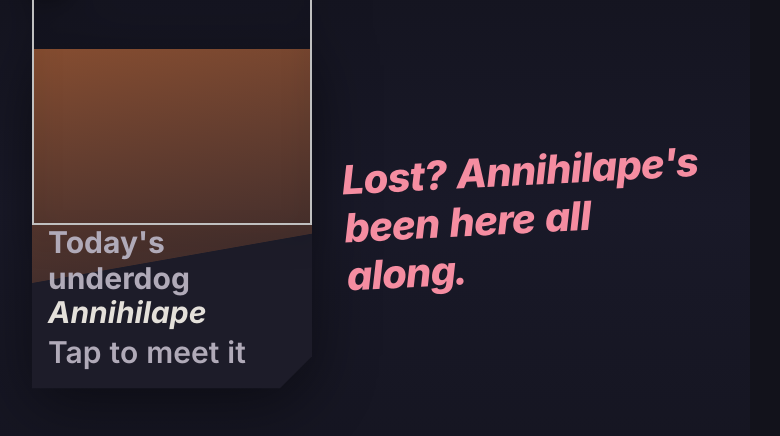 Today's
underdog
Annihilape
Tap to meet it
Lost? Annihilape's
been here all
along.